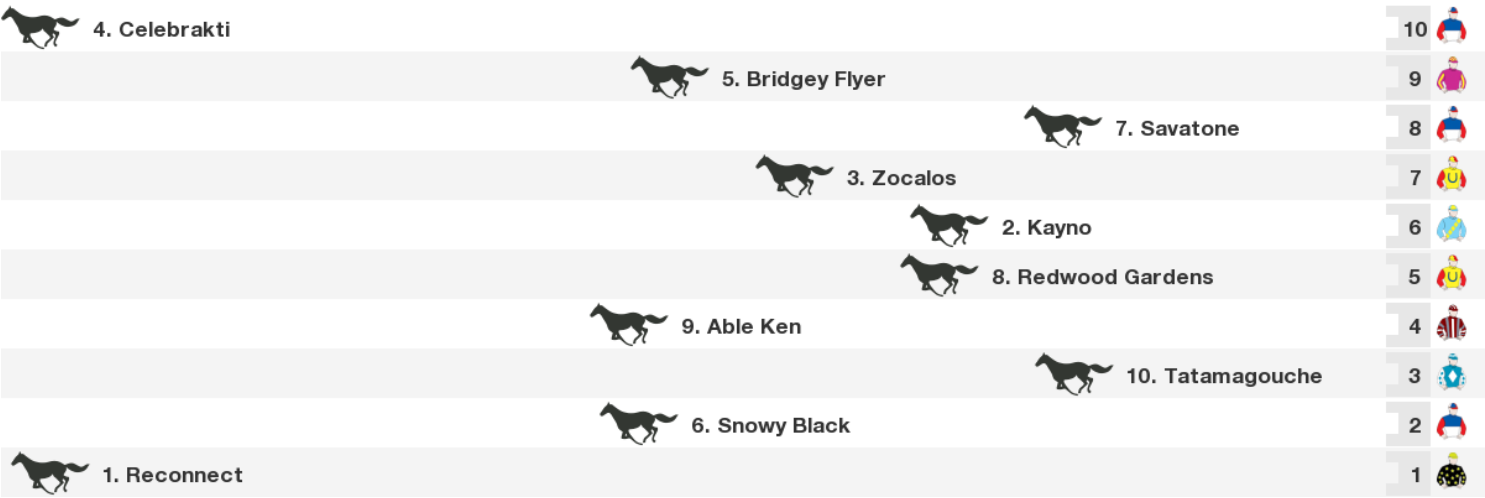 4. Celebrakti 10
5. Bridgey Flyer 9
7. Savatone 8
3. Zocalos 7
2. Kayno 6
8. Redwood Gardens 5
9. Able Ken 4
10. Tatamagouche 3
6. Snowy Black 2
1. Reconnect 1